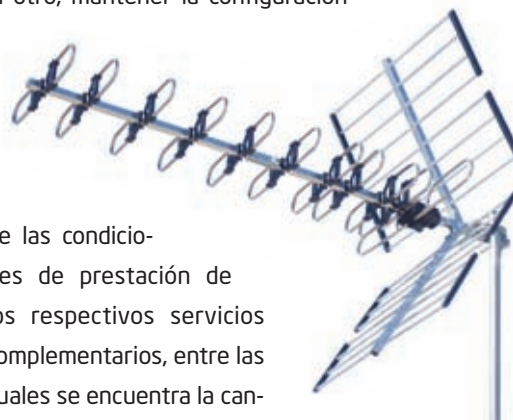 otro, mantener la configuración
e las condicio-
es de prestación de
os respectivos servicios
omplementarios, entre las
uales se encuentra la can-